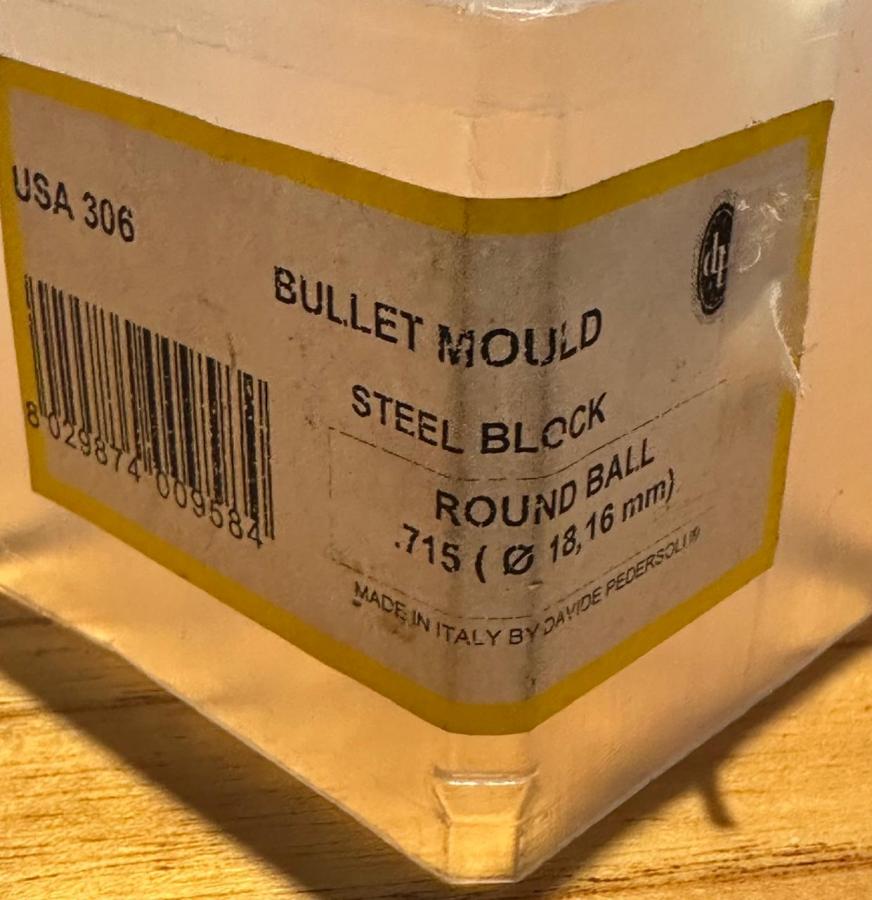 USA 306
BULLET MOULD
STEEL BLOCK
ROUND BALL
.715 ( Ø 18,16 mm)
MADE IN ITALY BY DAVIDE PEDERSOLI®
8 029874 009584
dp